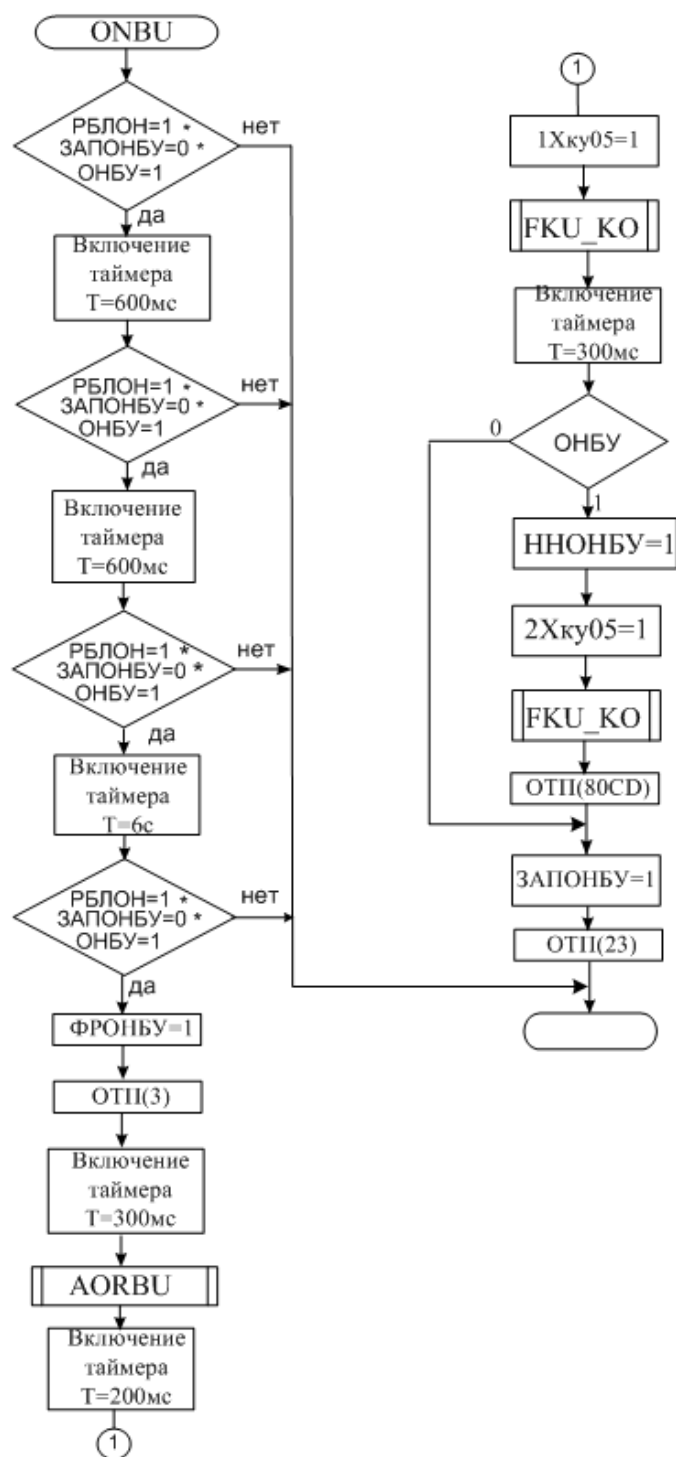 ONBU
РБЛОН=1 *
ЗАПОНБУ=0 *
ОНБУ=1
нет
да
Включение
таймера
Т=600мс
РБЛОН=1 *
ЗАПОНБУ=0 *
ОНБУ=1
нет
да
Включение
таймера
Т=600мс
РБЛОН=1 *
ЗАПОНБУ=0 *
ОНБУ=1
нет
да
Включение
таймера
Т=6с
РБЛОН=1 *
ЗАПОНБУ=0 *
ОНБУ=1
нет
да
ФРОНБУ=1
ОТП(3)
Включение
таймера
Т=300мс
AORBU
Включение
таймера
Т=200мс
1
1
1Хку05=1
FKU_KO
Включение
таймера
Т=300мс
0
ОНБУ
1
ННОНБУ=1
2Хку05=1
FKU_KO
ОТП(80CD)
ЗАПОНБУ=1
ОТП(23)